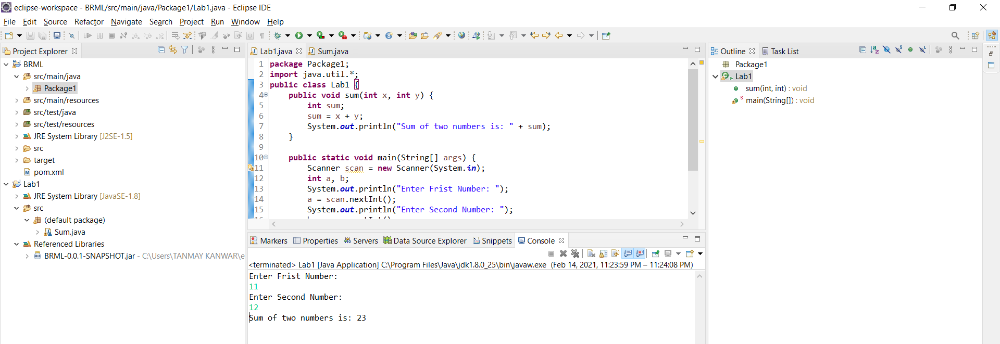 eclipse-workspace - BRML/src/main/java/Package1/Lab1.java - Eclipse IDE
File Edit Source Refactor Navigate Search Project Run Window Help
Project Explorer
BRML
src/main/java
Package1
src/main/resources
src/test/java
src/test/resources
JRE System Library [J2SE-1.5]
src
target
pom.xml
Lab1
JRE System Library [JavaSE-1.8]
src
(default package)
Sum.java
Referenced Libraries
BRML-0.0.1-SNAPSHOT.jar - C:\Users\TANMAY KANWAR\e
Lab1.java Sum.java
1 package Package1;
2 import java.util.*;
3 public class Lab1 {
4 public void sum(int x, int y) {
5 int sum;
6 sum = x + y;
7 System.out.println("Sum of two numbers is: " + sum);
8 }
9
10 public static void main(String[] args) {
11 Scanner scan = new Scanner(System.in);
12 int a, b;
13 System.out.println("Enter Frist Number: ");
14 a = scan.nextInt();
15 System.out.println("Enter Second Number: ");
Markers Properties Servers Data Source Explorer Snippets Console
<terminated> Lab1 [Java Application] C:\Program Files\Java\jdk1.8.0_25\bin\javaw.exe (Feb 14, 2021, 11:23:59 PM – 11:24:08 PM)
Enter Frist Number:
11
Enter Second Number:
12
Sum of two numbers is: 23
Outline Task List
Package1
Lab1
sum(int, int) : void
main(String[]) : void